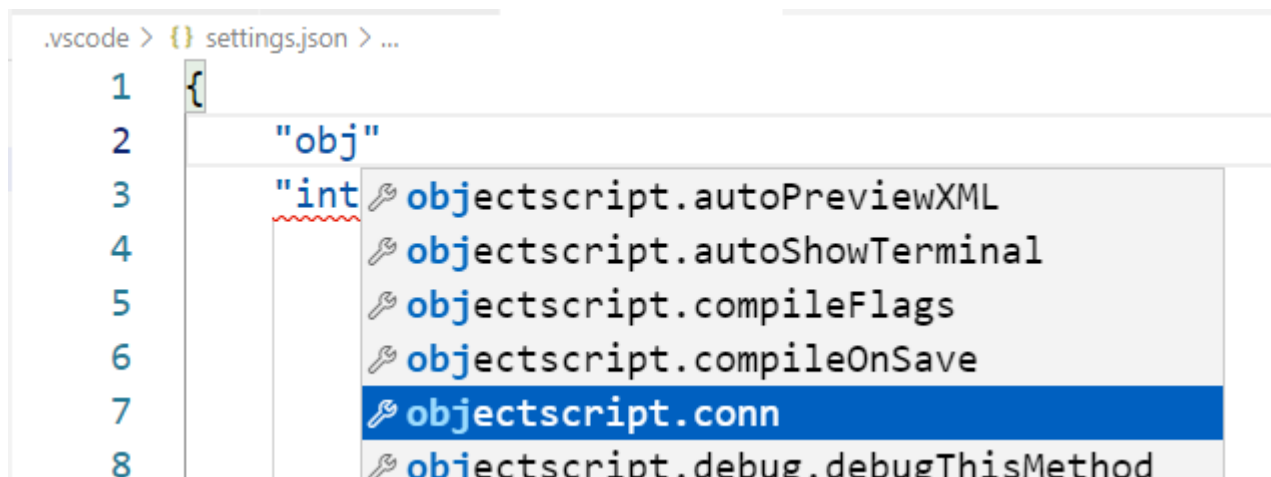 .vscode > {} settings.json > ...
1 {
2 "obj"
3 "int objectscript.autoPreviewXML
4 objectscript.autoShowTerminal
5 objectscript.compileFlags
6 objectscript.compileOnSave
7 objectscript.conn
8 objectscript.debug.debugThisMethod